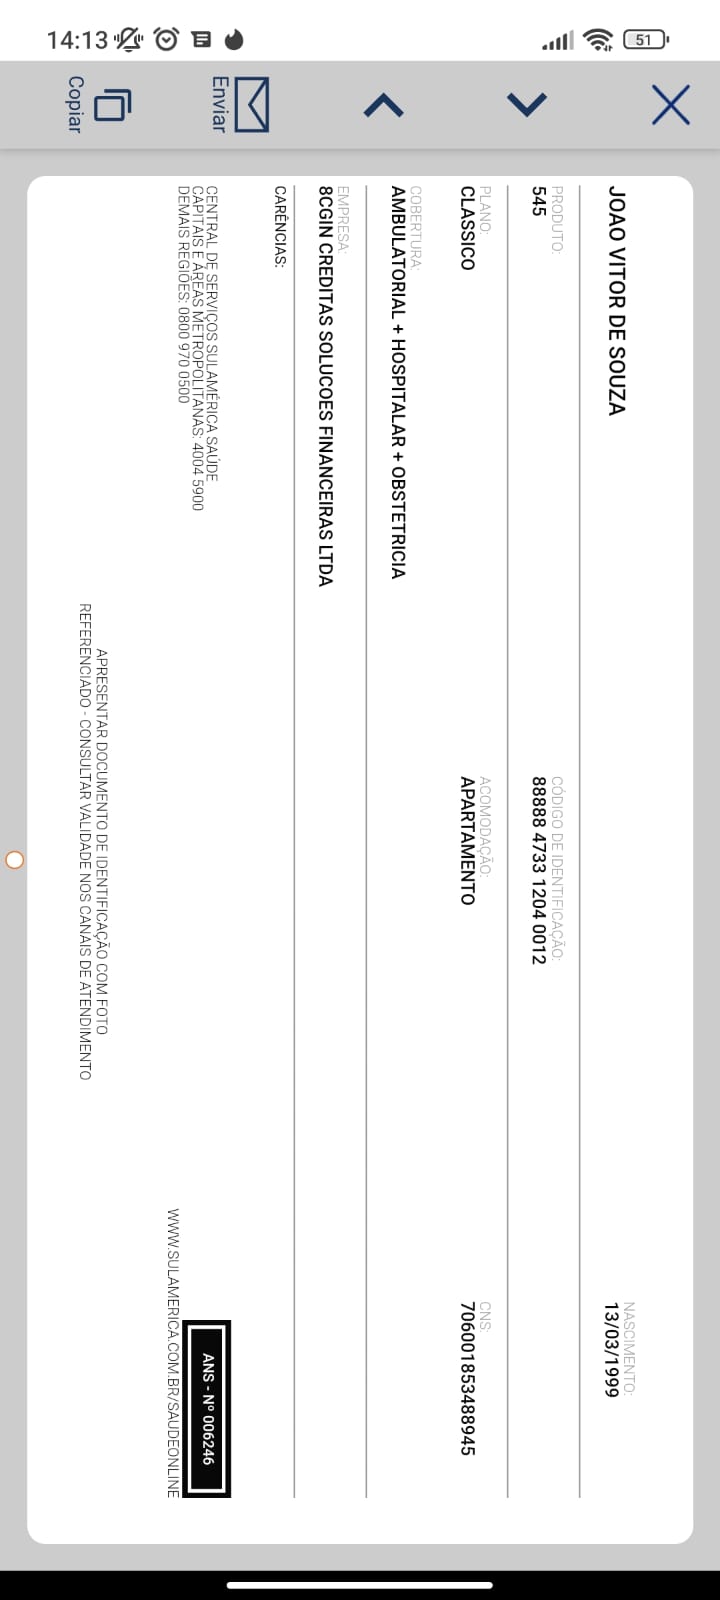 14:13
51
Copiar
Enviar
JOAO VITOR DE SOUZA
NASCIMENTO:
13/03/1999
PRODUTO:
545
CÓDIGO DE IDENTIFICAÇÃO:
88888 4733 1204 0012
PLANO:
CLASSICO
ACOMODAÇÃO:
APARTAMENTO
CNS:
706001853488945
COBERTURA:
AMBULATORIAL + HOSPITALAR + OBSTETRICIA
EMPRESA:
8CGIN CREDITAS SOLUCOES FINANCEIRAS LTDA
CARÊNCIAS:
CENTRAL DE SERVIÇOS SULAMÉRICA SAÚDE
CAPITAIS E ÁREAS METROPOLITANAS: 4004 5900
DEMAIS REGIÕES: 0800 970 0500
ANS - Nº 006246
WWW.SULAMERICA.COM.BR/SAUDEONLINE
APRESENTAR DOCUMENTO DE IDENTIFICAÇÃO COM FOTO
REFERENCIADO - CONSULTAR VALIDADE NOS CANAIS DE ATENDIMENTO